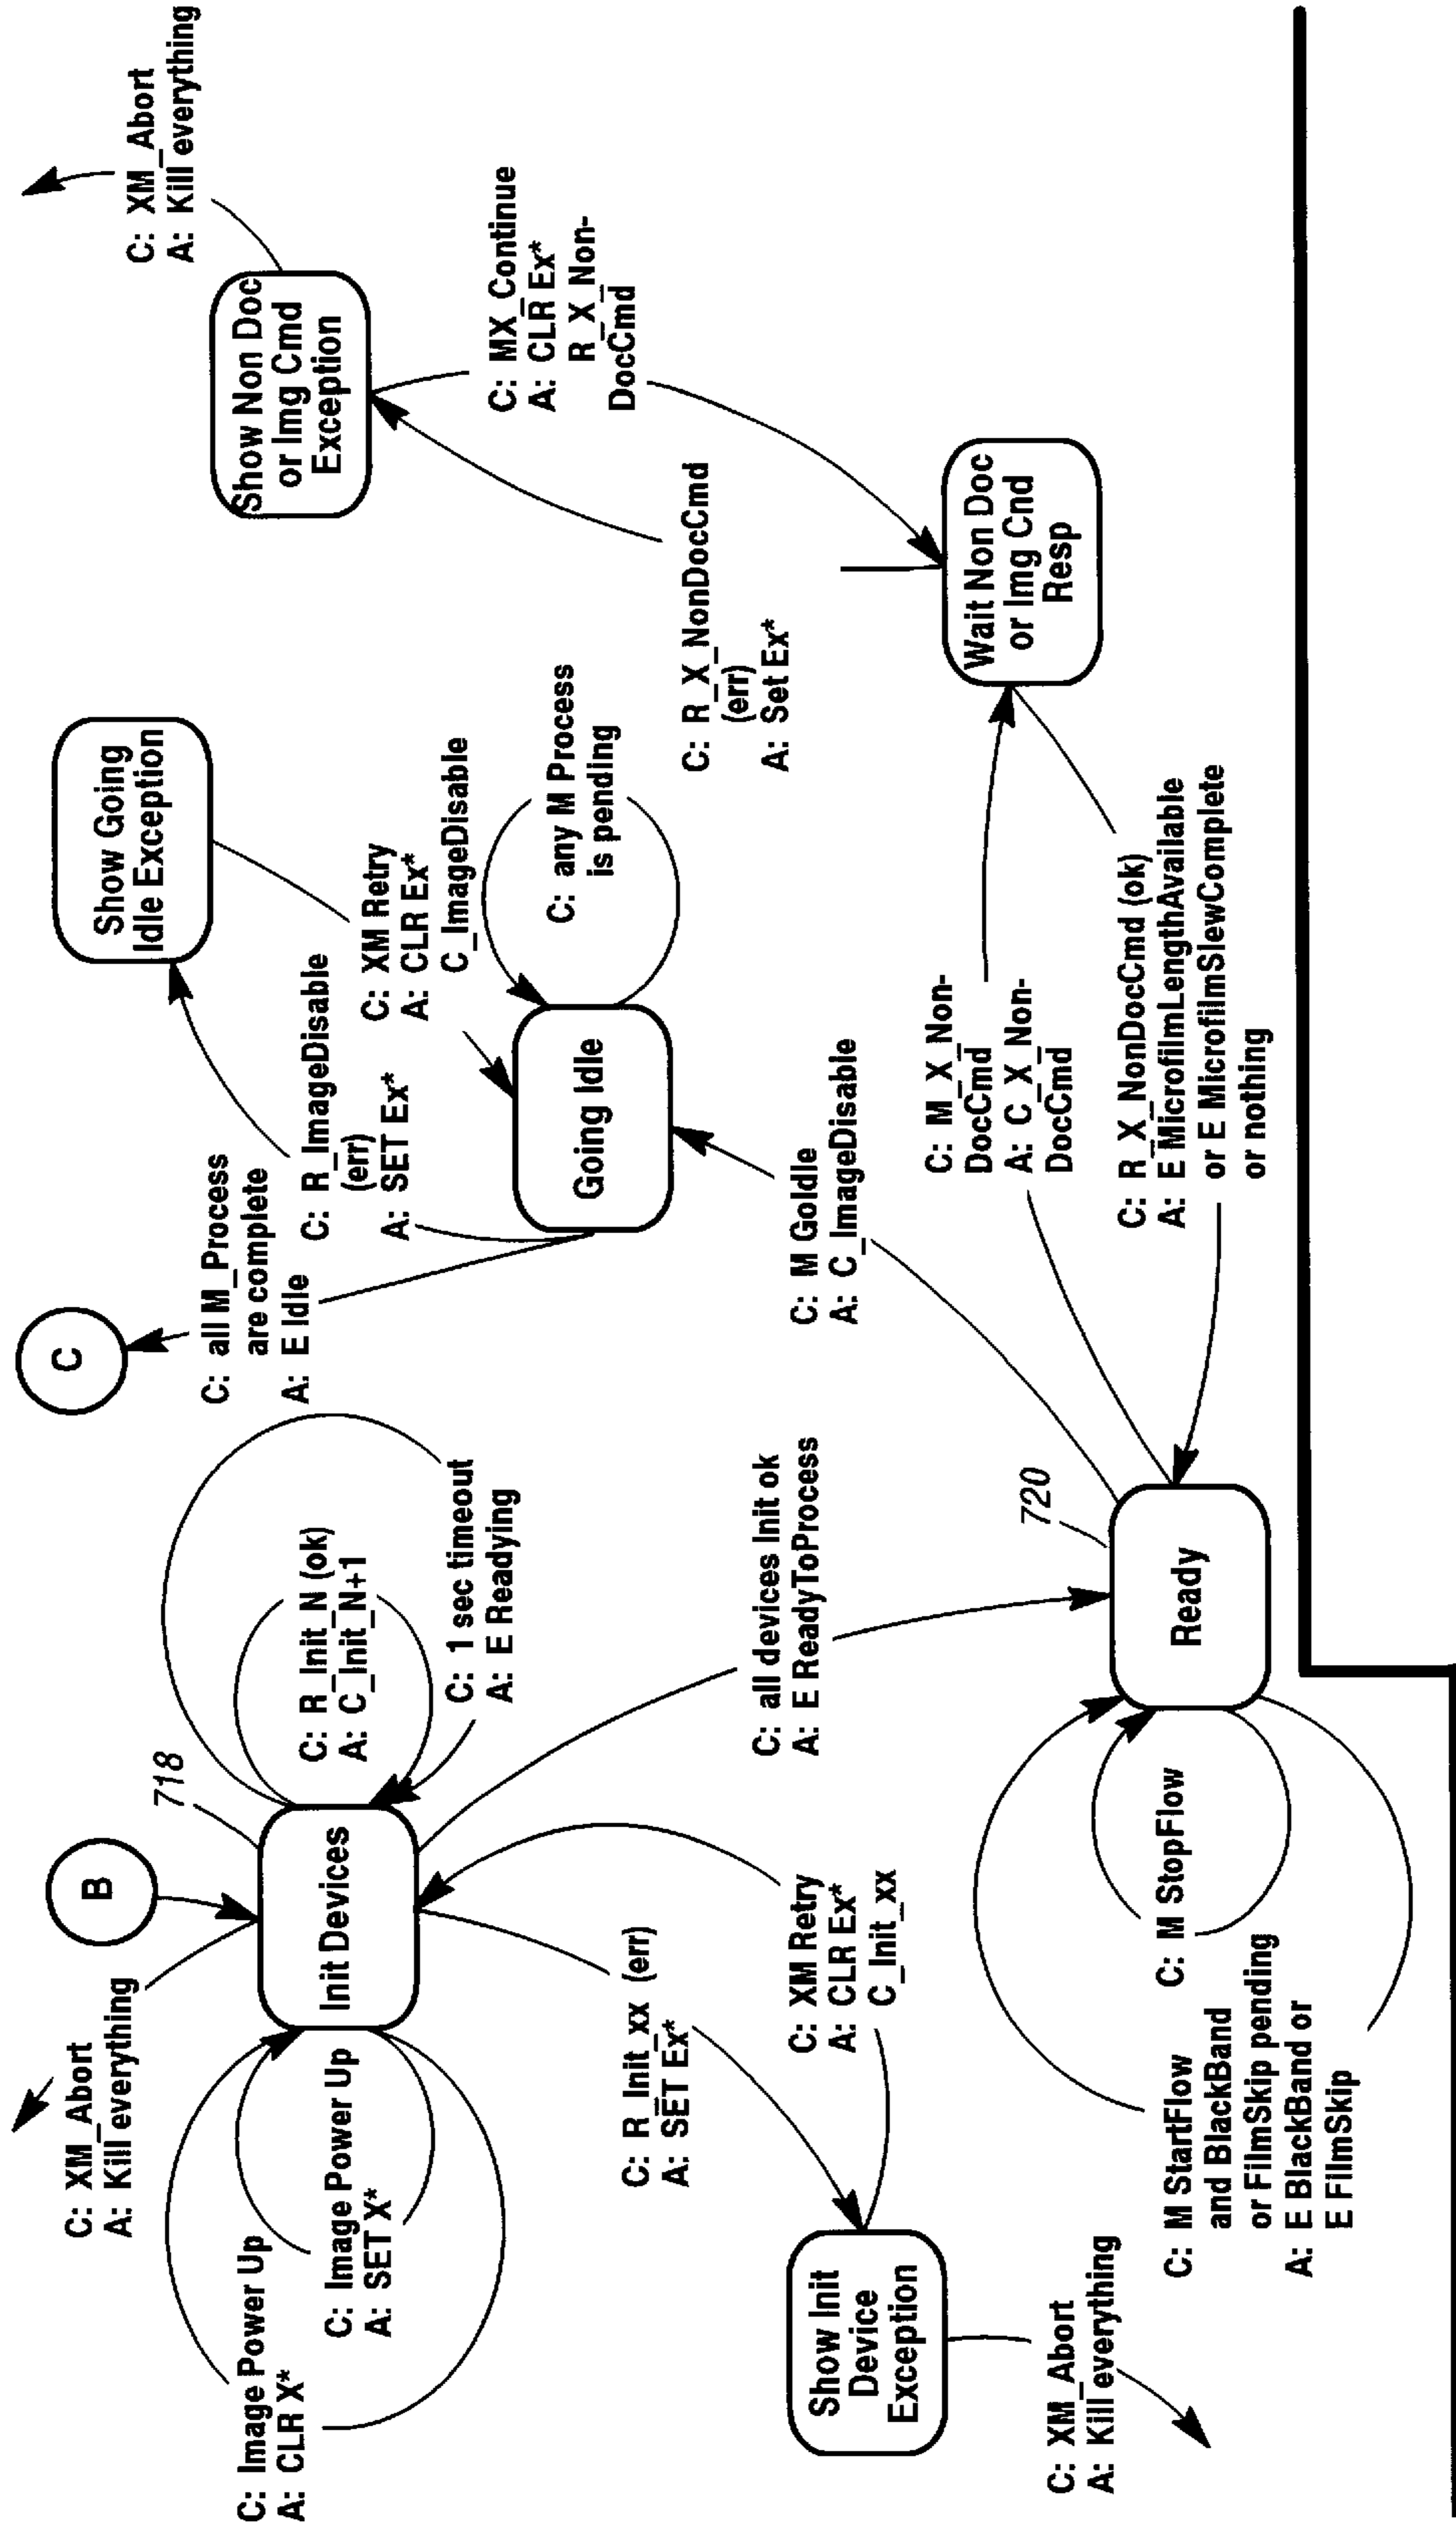 B
718
C: XM_Abort
A: Kill everything
C: Image Power Up
A: CLR X*
C: Image Power Up
A: SET X*
Init Devices
C: R_Init_N (ok)
A: C_Init_N+1
C: 1 sec timeout
A: E Readying
C: R_Init_xx (err)
A: SET Ex*
C: XM Retry
A: CLR Ex*
C_Init_xx
Show Init
Device
Exception
C: XM_Abort
A: Kill everything
C: all devices Init ok
A: E ReadyToProcess
720
Ready
C: M StopFlow
C: M StartFlow
and BlackBand
or FilmSkip pending
A: E BlackBand or
E FilmSkip
C
C: all M_Process
are complete
A: E Idle
C: R_ImageDisable
(err)
A: SET Ex*
Show Going
Idle Exception
C: XM Retry
A: CLR Ex*
C_ImageDisable
Going Idle
C: any M Process
is pending
C: M GoIdle
A: C_ImageDisable
C: M_X_Non-
DocCmd
A: C_X_Non-
DocCmd
C: R_X_NonDocCmd (ok)
A: E MicrofilmLengthAvailable
or E MicrofilmSlewComplete
or nothing
Wait Non Doc
or Img Cnd
Resp
C: R_X_NonDocCmd
(err)
A: Set Ex*
C: MX_Continue
A: CLR Ex*
R_X_Non-
DocCmd
Show Non Doc
or Img Cmd
Exception
C: XM_Abort
A: Kill everything